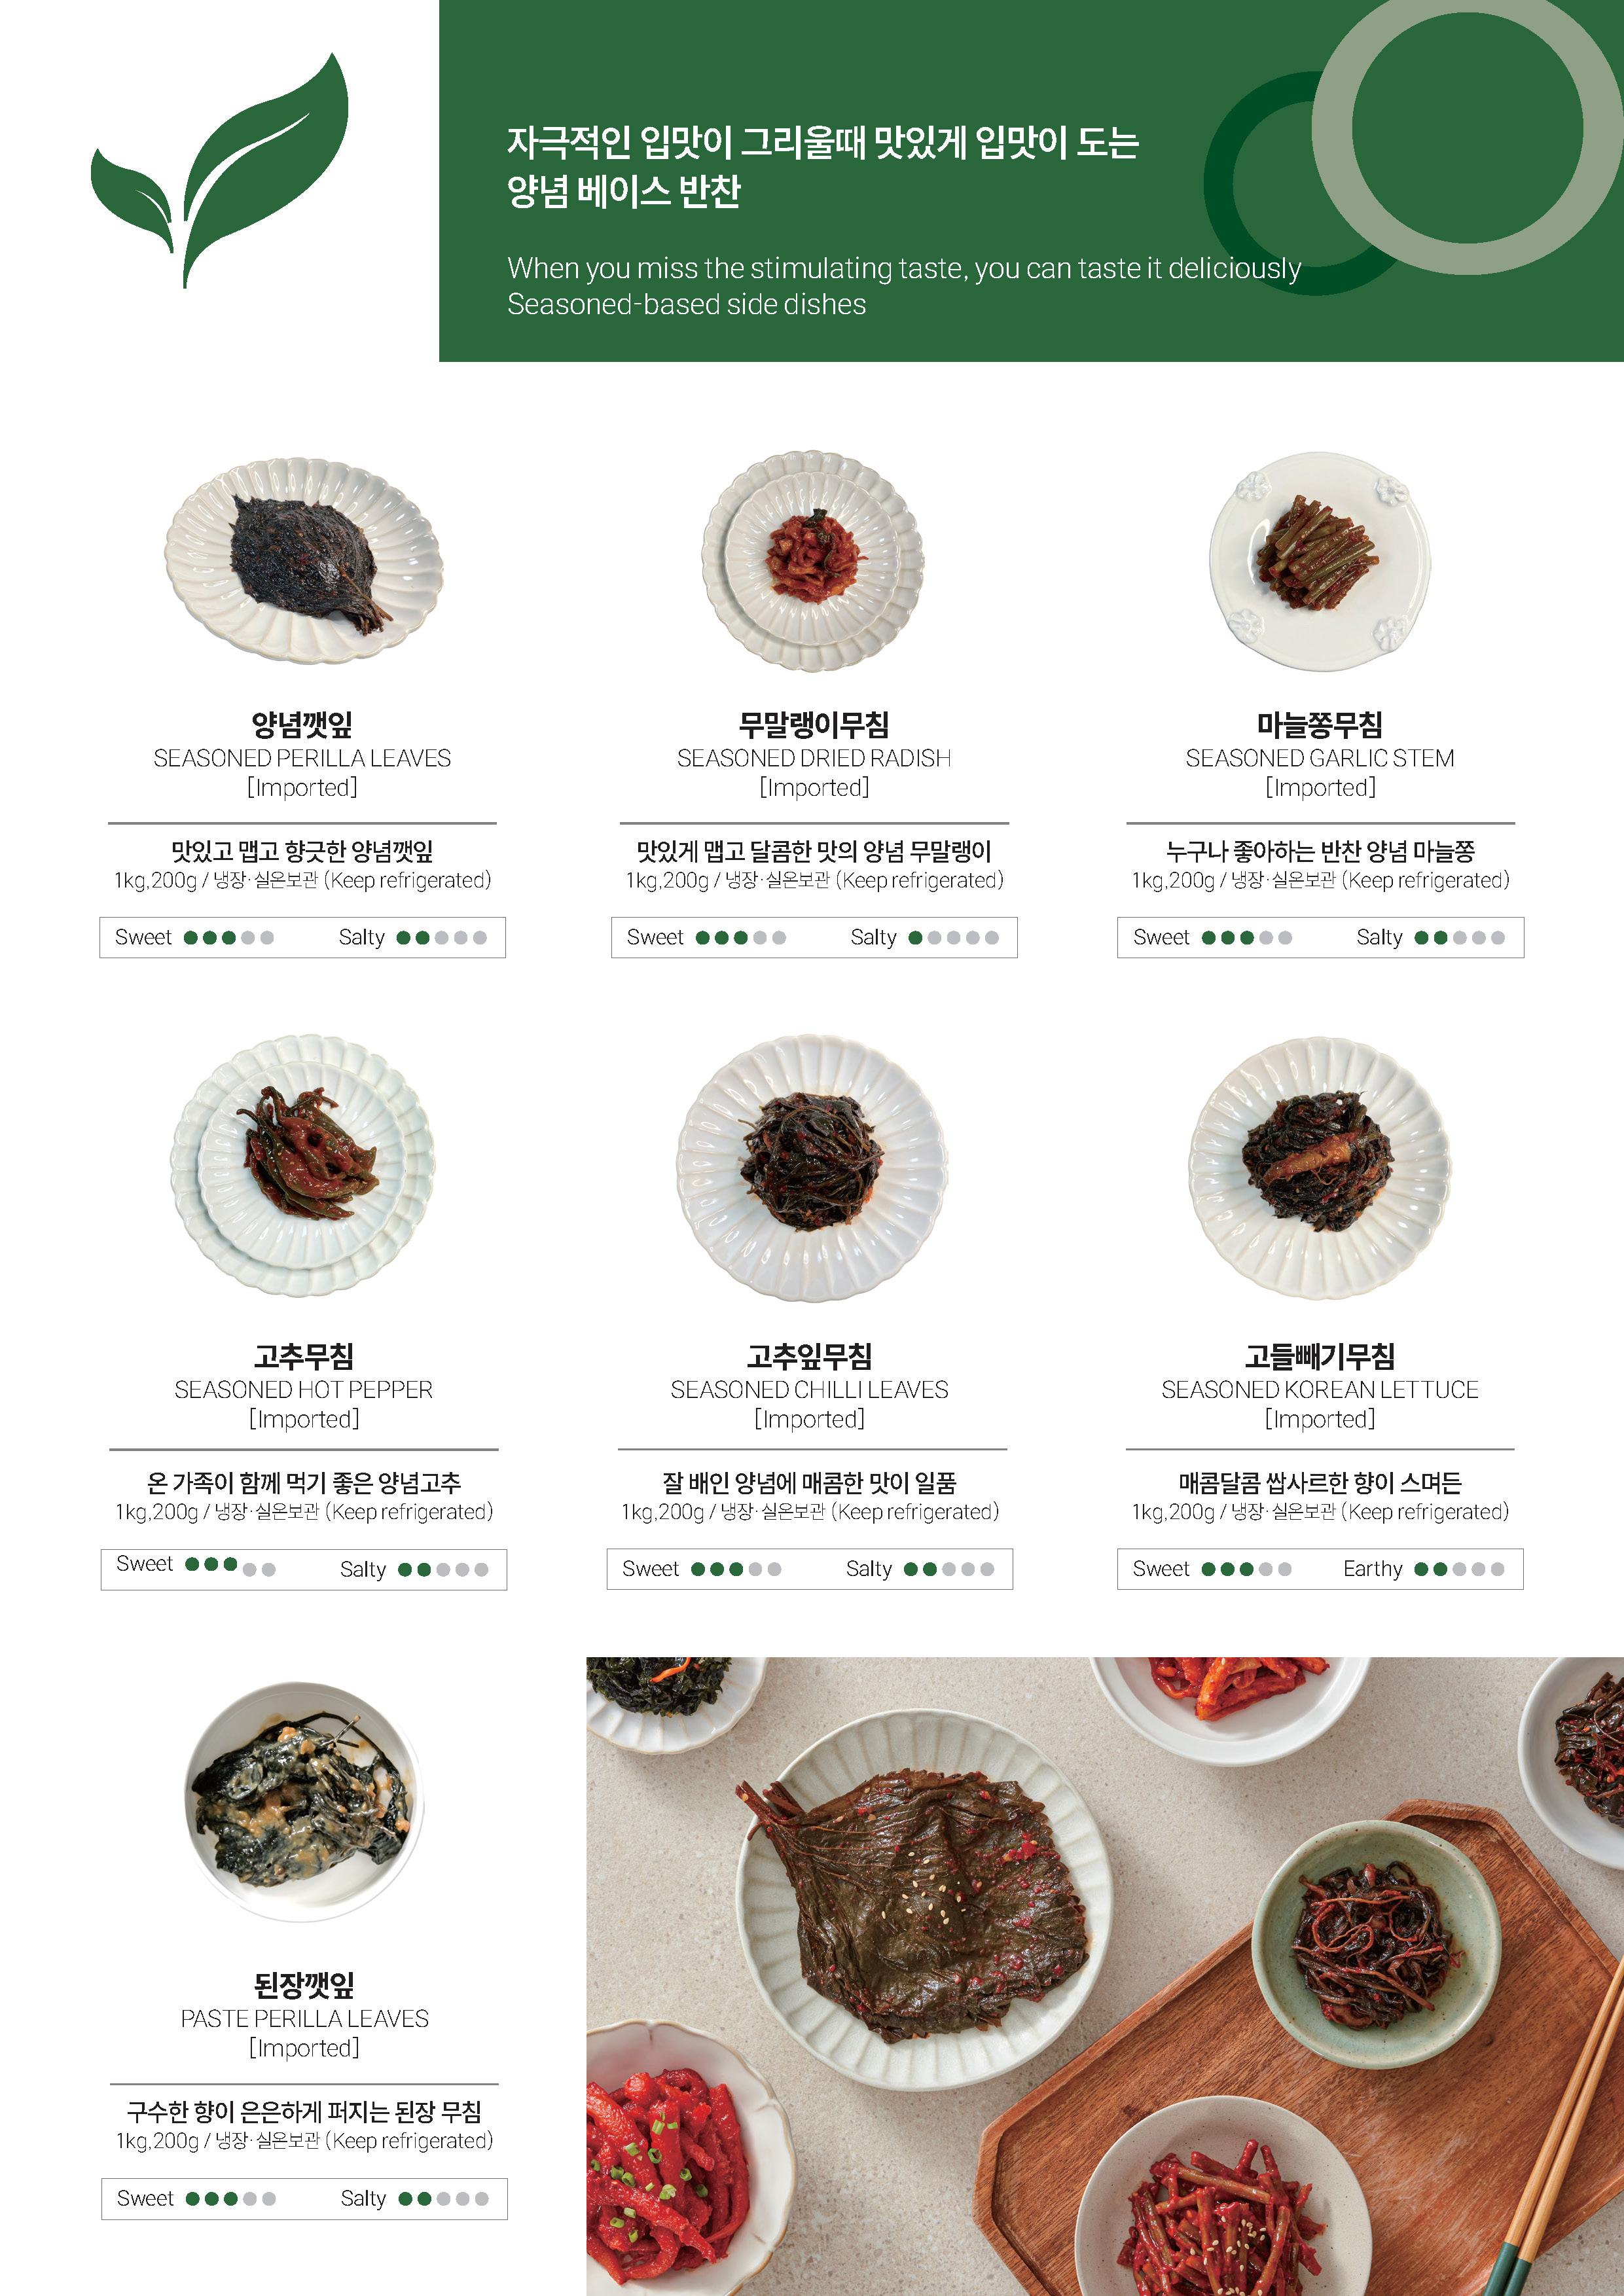 자극적인 입맛이 그리울때 맛있게 입맛이 도는
양념 베이스 반찬
When you miss the stimulating taste, you can taste it deliciously
Seasoned-based side dishes
양념깻잎
SEASONED PERILLA LEAVES
[Imported]
맛있고 맵고 향긋한 양념깻잎
1kg,200g / 냉장·실온보관 (Keep refrigerated)
Sweet Salty
무말랭이무침
SEASONED DRIED RADISH
[Imported]
맛있게 맵고 달콤한 맛의 양념 무말랭이
1kg,200g / 냉장·실온보관 (Keep refrigerated)
Sweet Salty
마늘쫑무침
SEASONED GARLIC STEM
[Imported]
누구나 좋아하는 반찬 양념 마늘쫑
1kg,200g / 냉장·실온보관 (Keep refrigerated)
Sweet Salty
고추무침
SEASONED HOT PEPPER
[Imported]
온 가족이 함께 먹기 좋은 양념고추
1kg,200g / 냉장·실온보관 (Keep refrigerated)
Sweet Salty
고추잎무침
SEASONED CHILLI LEAVES
[Imported]
잘 배인 양념에 매콤한 맛이 일품
1kg,200g / 냉장·실온보관 (Keep refrigerated)
Sweet Salty
고들빼기무침
SEASONED KOREAN LETTUCE
[Imported]
매콤달콤 쌉사르한 향이 스며든
1kg,200g / 냉장·실온보관 (Keep refrigerated)
Sweet Earthy
된장깻잎
PASTE PERILLA LEAVES
[Imported]
구수한 향이 은은하게 퍼지는 된장 무침
1kg,200g / 냉장·실온보관 (Keep refrigerated)
Sweet Salty